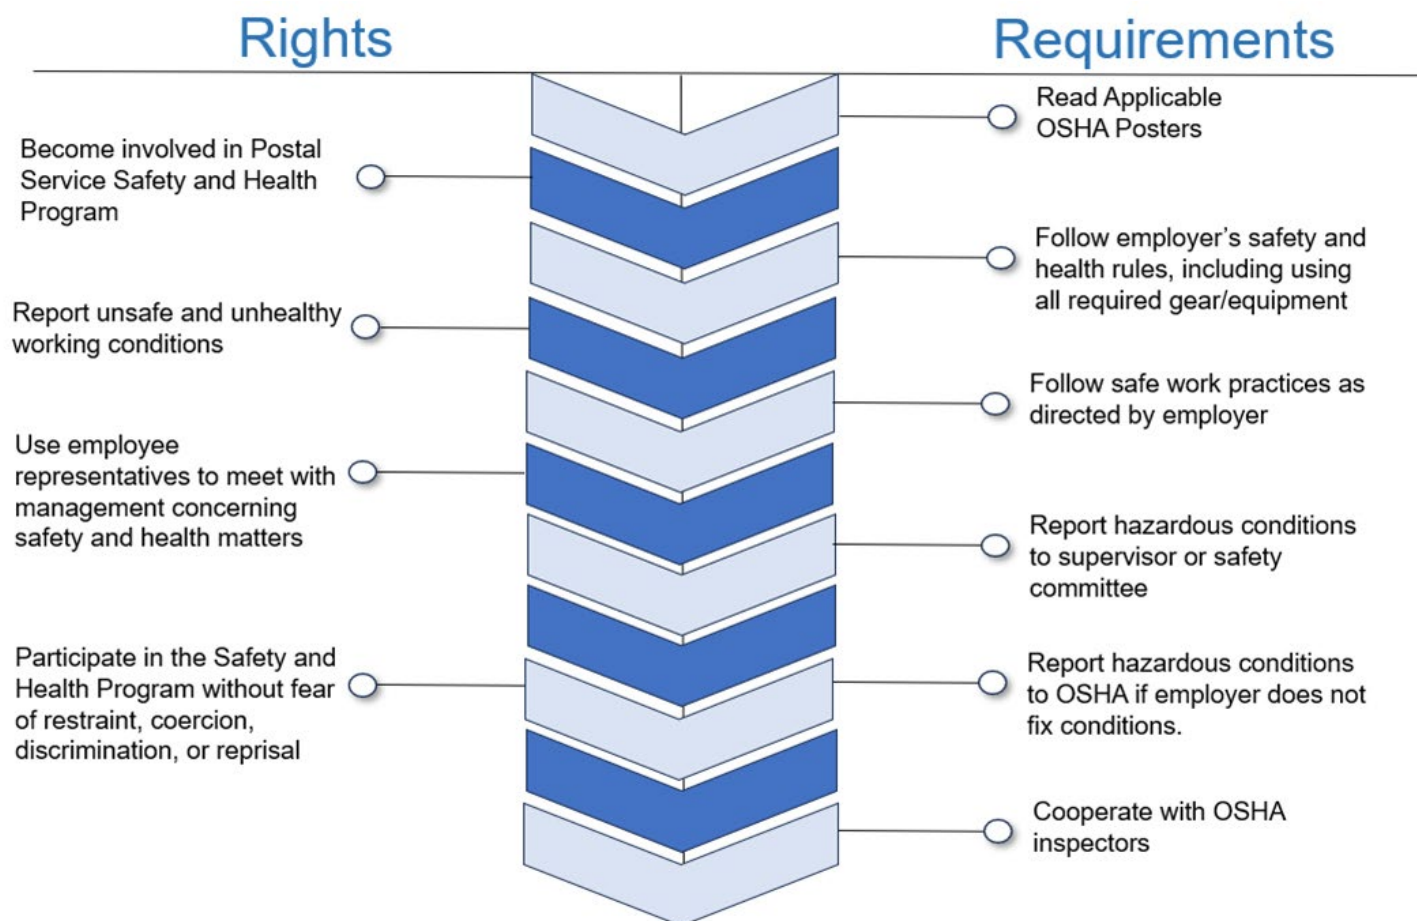 Rights
Requirements
Become involved in Postal
Service Safety and Health
Program
Report unsafe and unhealthy
working conditions
Use employee
representatives to meet with
management concerning
safety and health matters
Participate in the Safety and
Health Program without fear
of restraint, coercion,
discrimination, or reprisal
Read Applicable
OSHA Posters
Follow employer’s safety and
health rules, including using
all required gear/equipment
Follow safe work practices as
directed by employer
Report hazardous conditions
to supervisor or safety
committee
Report hazardous conditions
to OSHA if employer does not
fix conditions.
Cooperate with OSHA
inspectors